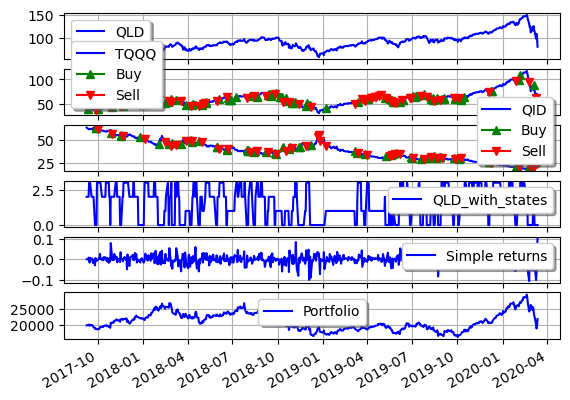 150
100
QLD
TQQQ
Buy
Sell
100
50
QID
Buy
Sell
50
25
2.5
0.0
QLD_with_states
0.1
0.0
−0.1
Simple returns
25000
20000
Portfolio
2017-10
2018-01
2018-04
2018-07
2018-10
2019-01
2019-04
2019-07
2019-10
2020-01
2020-04